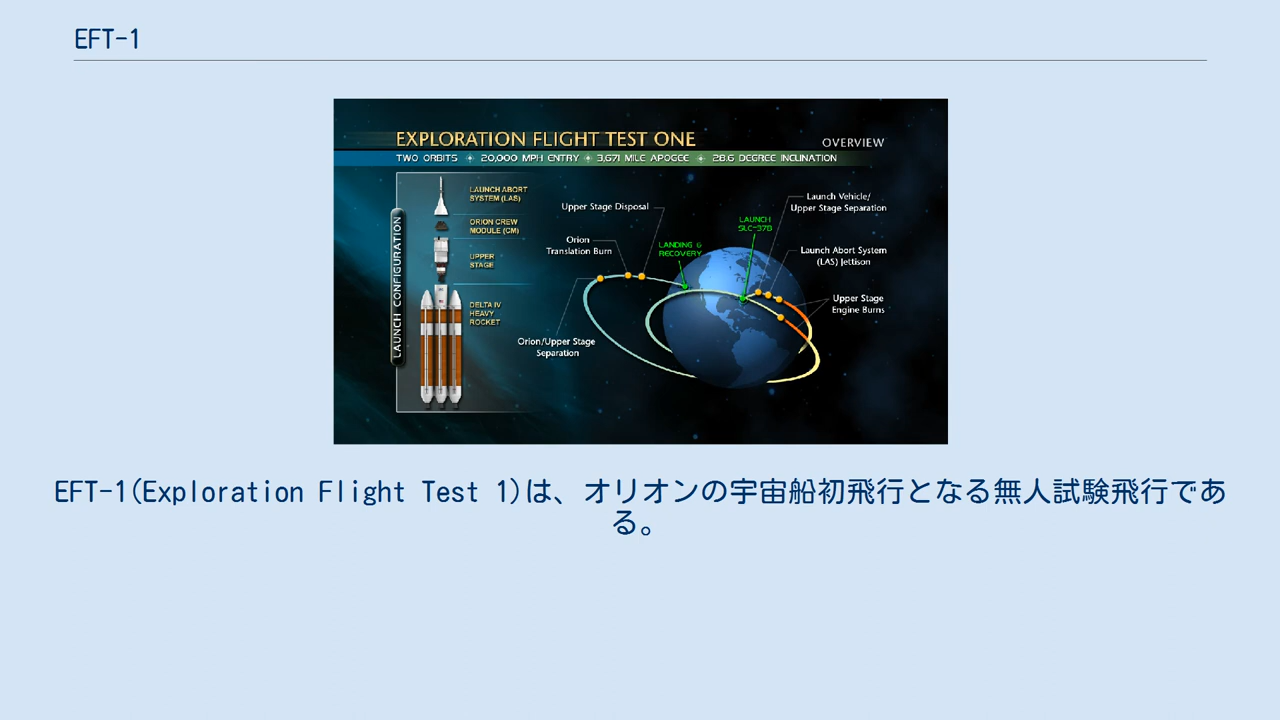 EFT-1
EXPLORATION FLIGHT TEST ONE
OVERVIEW
TWO ORBITS 20,000 MPH ENTRY 3,671 MILE APOGEE 28.6 DEGREE INCLINATION
LAUNCH CONFIGURATION
LAUNCH ABORT
SYSTEM (LAS)
ORION CREW
MODULE (CM)
UPPER
STAGE
DELTA IV
HEAVY
ROCKET
Upper Stage Disposal
Orion
Translation Burn
LANDING &
RECOVERY
LAUNCH
SLC-37B
Launch Vehicle/
Upper Stage Separation
Launch Abort System
(LAS) Jettison
Upper Stage
Engine Burns
Orion/Upper Stage
Separation
EFT-1(Exploration Flight Test 1)は、オリオンの宇宙船初飛行となる無人試験飛行であ
る。